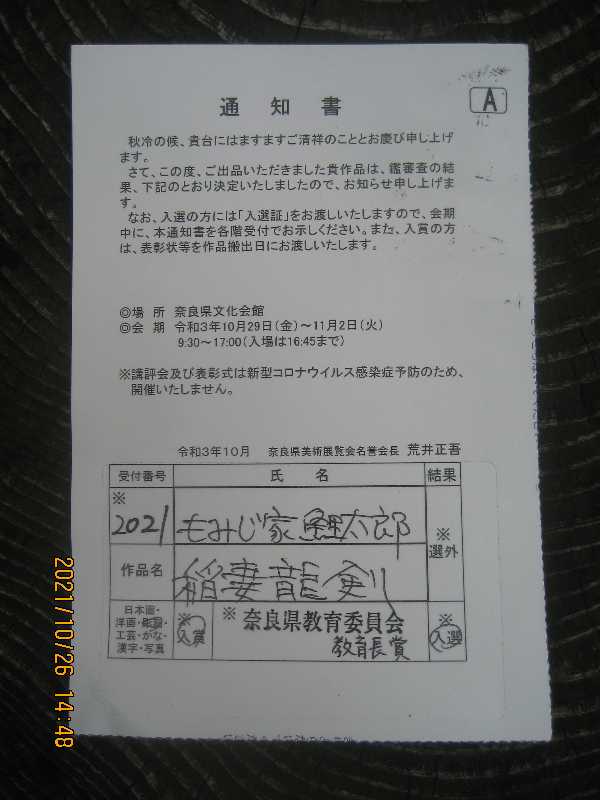 通知書
A
秋冷の候、貴台にはますますご清祥のこととお慶び申し上げ
ます。
さて、この度、ご出品いただきました貴作品は、鑑審査の結
果、下記のとおり決定いたしましたので、お知らせ申し上げま
す。
なお、入選の方には「入選証」をお渡しいたしますので、会期
中に、本通知書を各階受付でお示しください。また、入賞の方
は、表彰状等を作品搬出日にお渡しいたします。
◎場 所 奈良県文化会館
◎会 期 令和3年10月29日(金)~11月2日(火)
9:30~17:00(入場は16:45まで)
※講評会及び表彰式は新型コロナウイルス感染症予防のため、
開催いたしません。
令和3年10月 奈良県美術展覧会名誉会長 荒井正吾
受付番号 氏 名 結果
※
2021 もみじ家 鯉太郎
※
選外
作品名 稲妻龍剣
日本画・
洋画・彫刻・
工芸・かな・
漢字・写真
※
入賞
※ 奈良県教育委員会
教育長賞
※
入選
2021/10/26 14:48